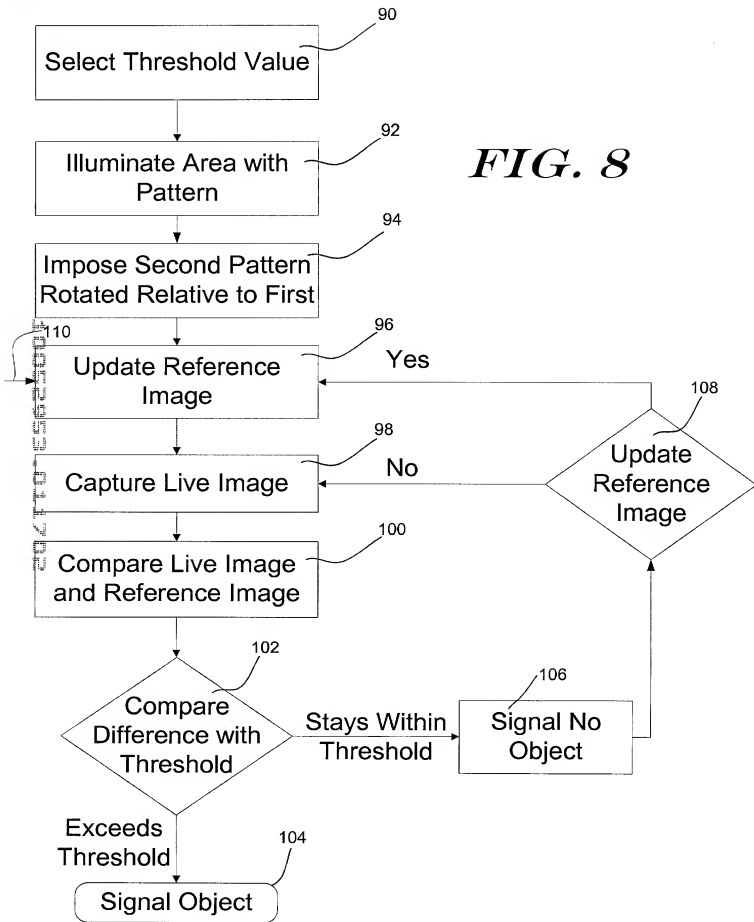 90
Select Threshold Value
92
Illuminate Area with
Pattern
FIG. 8
94
Impose Second Pattern
Rotated Relative to First
110
96
Update Reference
Image
Yes
108
Update
Reference
Image
98
Capture Live Image
No
100
Compare Live Image
and Reference Image
102
Compare
Difference with
Threshold
Stays Within
Threshold
106
Signal No
Object
Exceeds
Threshold
104
Signal Object